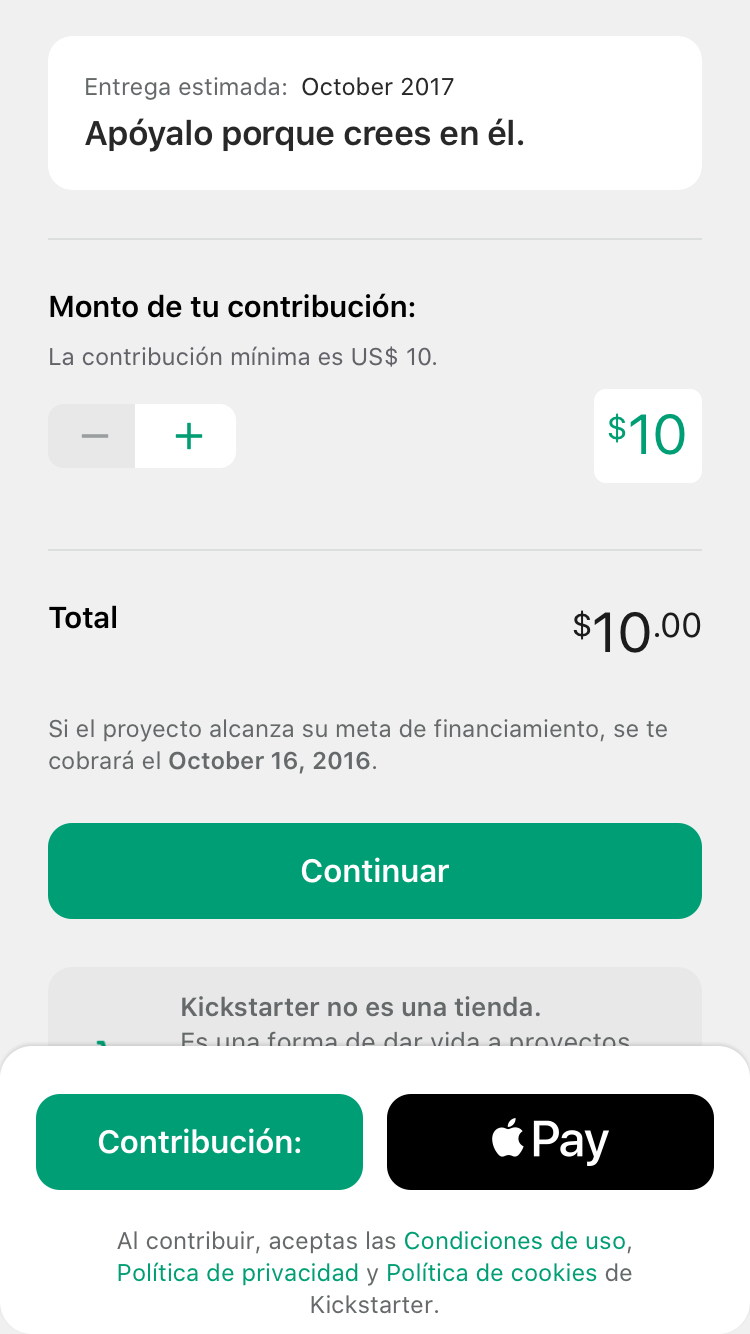 Entrega estimada: October 2017
Apóyalo porque crees en él.
Monto de tu contribución:
La contribución mínima es US$ 10.
− +
$10
Total
$10.00
Si el proyecto alcanza su meta de financiamiento, se te
cobrará el October 16, 2016.
Continuar
Kickstarter no es una tienda.
Es una forma de dar vida a proyectos
Contribución:
Pay
Al contribuir, aceptas las Condiciones de uso,
Política de privacidad y Política de cookies de
Kickstarter.